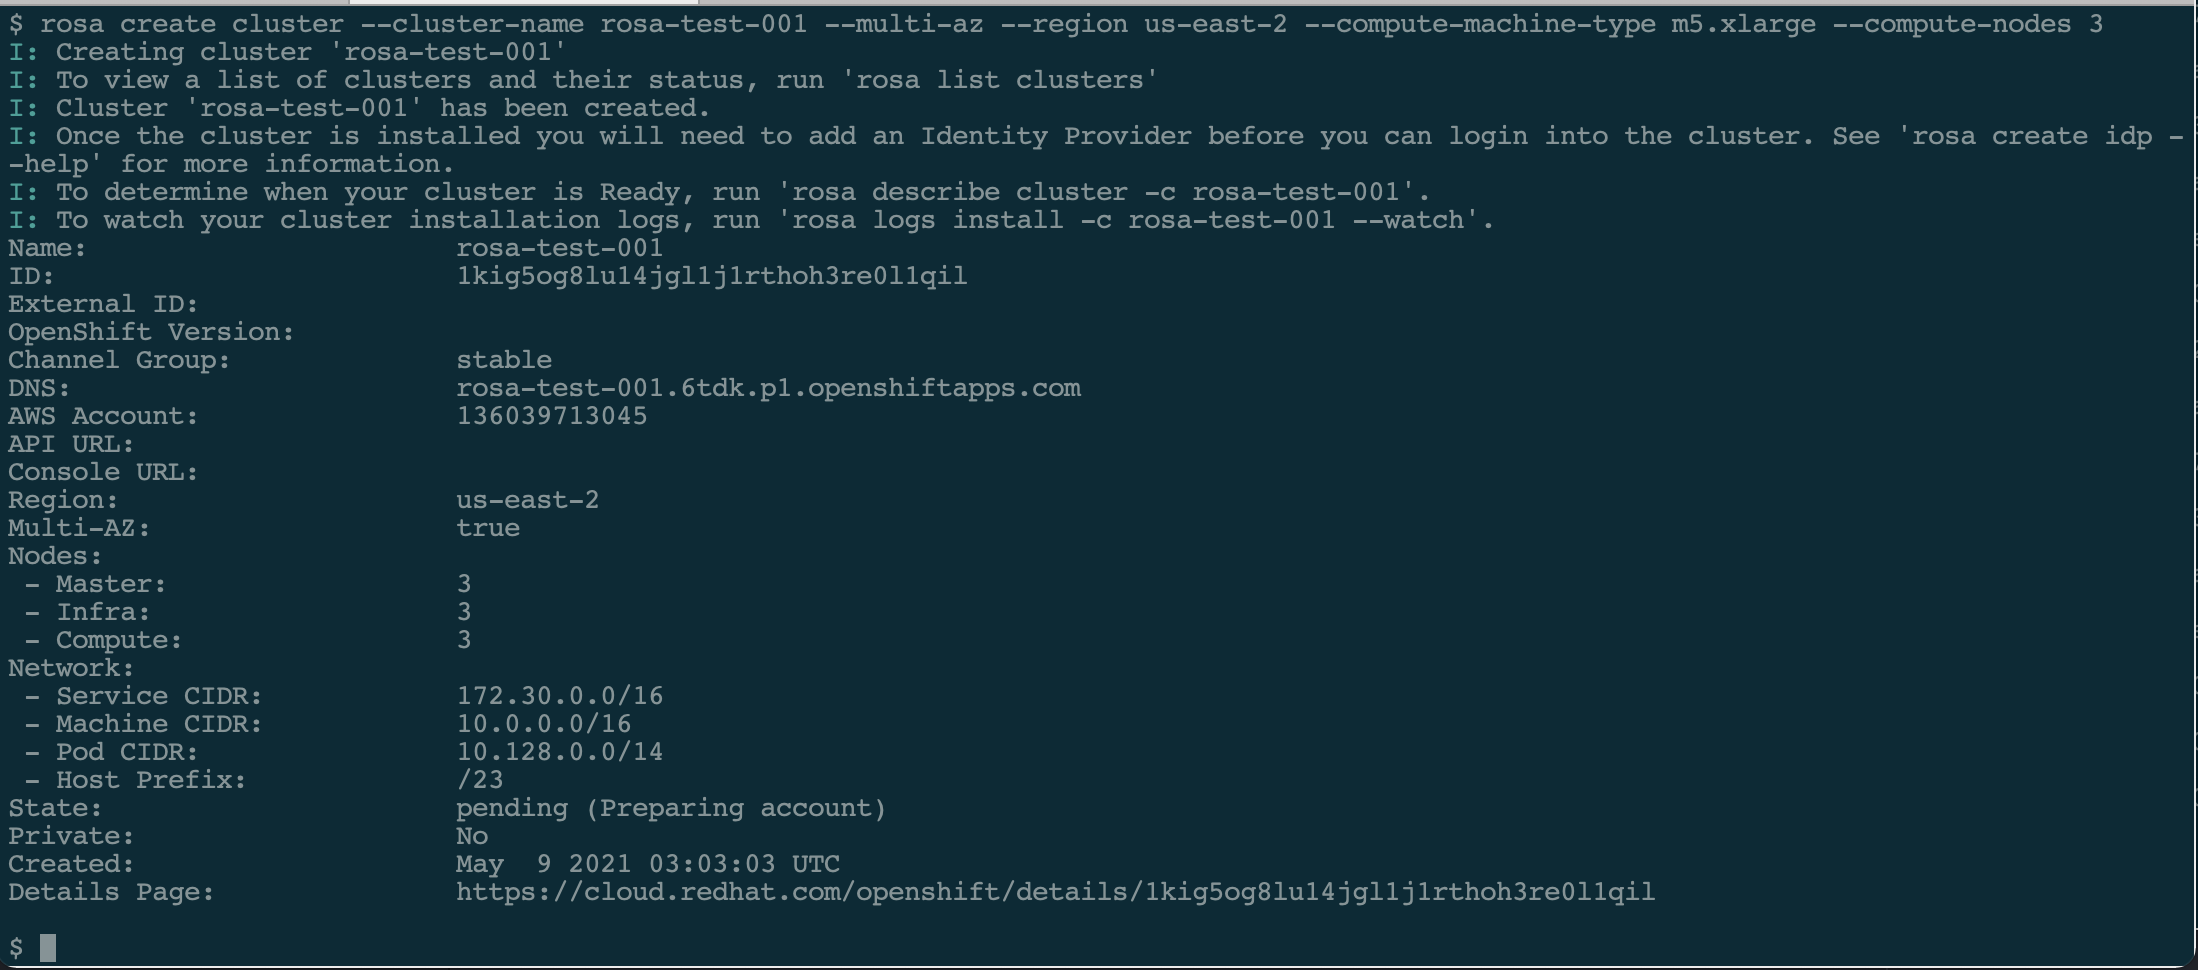 $ rosa create cluster --cluster-name rosa-test-001 --multi-az --region us-east-2 --compute-machine-type m5.xlarge --compute-nodes 3
I: Creating cluster 'rosa-test-001'
I: To view a list of clusters and their status, run 'rosa list clusters'
I: Cluster 'rosa-test-001' has been created.
I: Once the cluster is installed you will need to add an Identity Provider before you can login into the cluster. See 'rosa create idp -
-help' for more information.
I: To determine when your cluster is Ready, run 'rosa describe cluster -c rosa-test-001'.
I: To watch your cluster installation logs, run 'rosa logs install -c rosa-test-001 --watch'.
Name: rosa-test-001
ID: 1kig5og8lu14jgl1j1rthoh3re0l1qil
External ID:
OpenShift Version:
Channel Group: stable
DNS: rosa-test-001.6tdk.p1.openshiftapps.com
AWS Account: 136039713045
API URL:
Console URL:
Region: us-east-2
Multi-AZ: true
Nodes:
 - Master: 3
 - Infra: 3
 - Compute: 3
Network:
 - Service CIDR: 172.30.0.0/16
 - Machine CIDR: 10.0.0.0/16
 - Pod CIDR: 10.128.0.0/14
 - Host Prefix: /23
State: pending (Preparing account)
Private: No
Created: May  9 2021 03:03:03 UTC
Details Page: https://cloud.redhat.com/openshift/details/1kig5og8lu14jgl1j1rthoh3re0l1qil
$